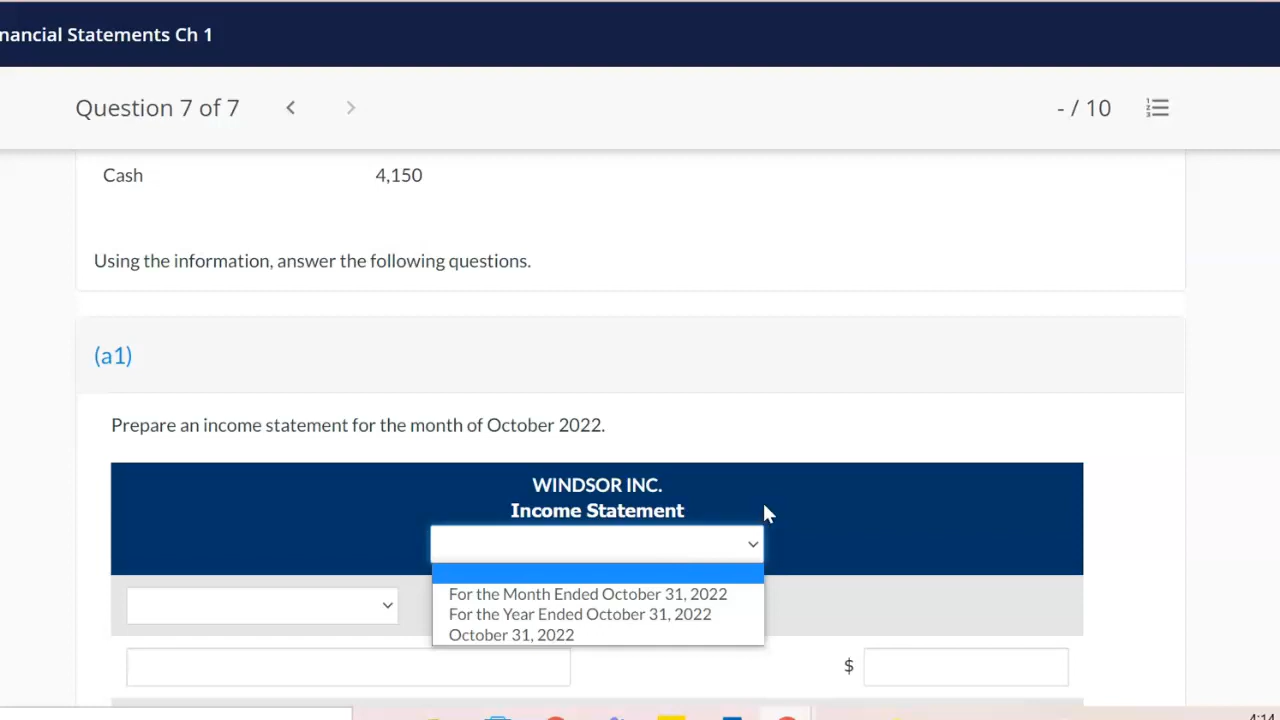 nancial Statements Ch 1
Question 7 of 7 - / 10
Cash 4,150
Using the information, answer the following questions.
(a1)
Prepare an income statement for the month of October 2022.
WINDSOR INC.
Income Statement
For the Month Ended October 31, 2022
For the Year Ended October 31, 2022
October 31, 2022
$